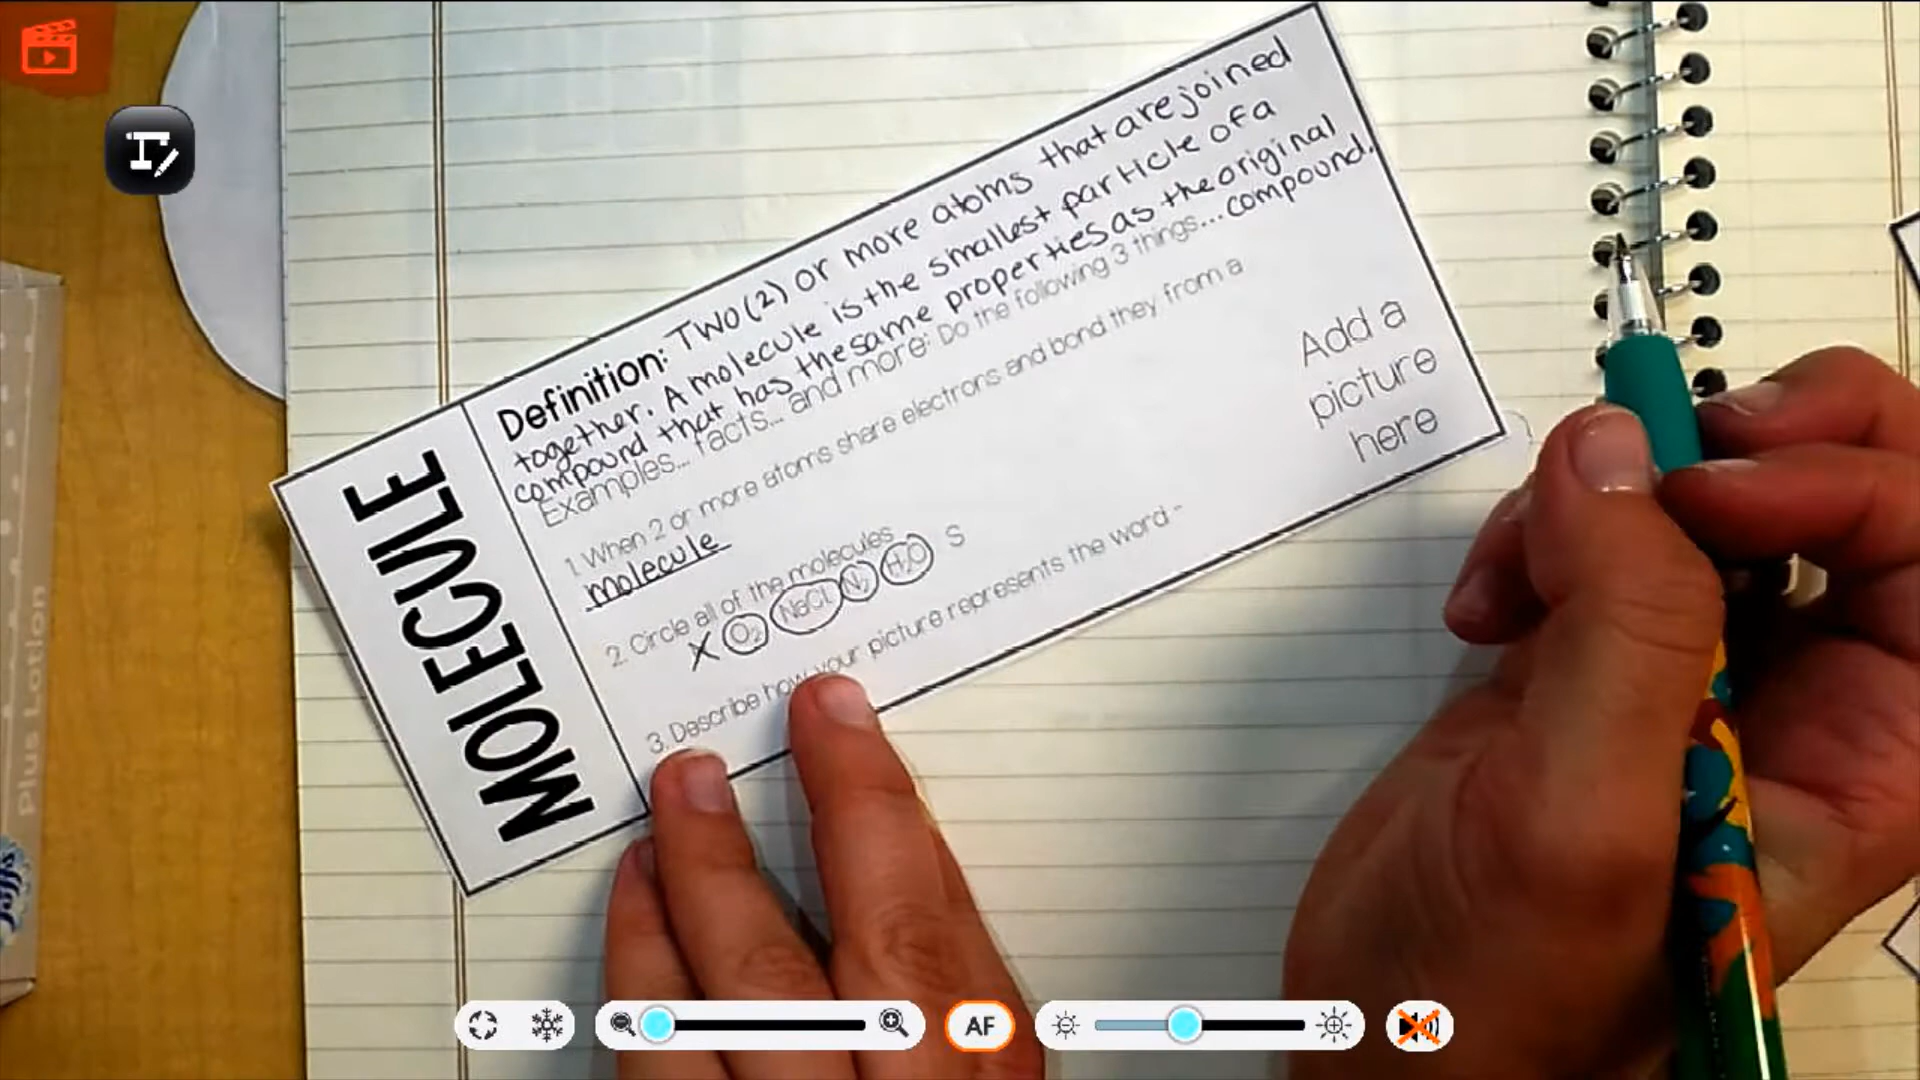 MOLECULE
Definition: Two (2) or more atoms that are joined
together. A molecule is the smallest particle of a
compound that has the same properties as the original
Examples... facts... and more: Do the following 3 things... compound.
1. When 2 or more atoms share electrons and bond they from a
molecule
2. Circle all of the molecules
X O₂ NaCl N₂ H₂O S
3. Describe how your picture represents the word -
Add a
picture
here
Plus Lotion
Puffs
AF